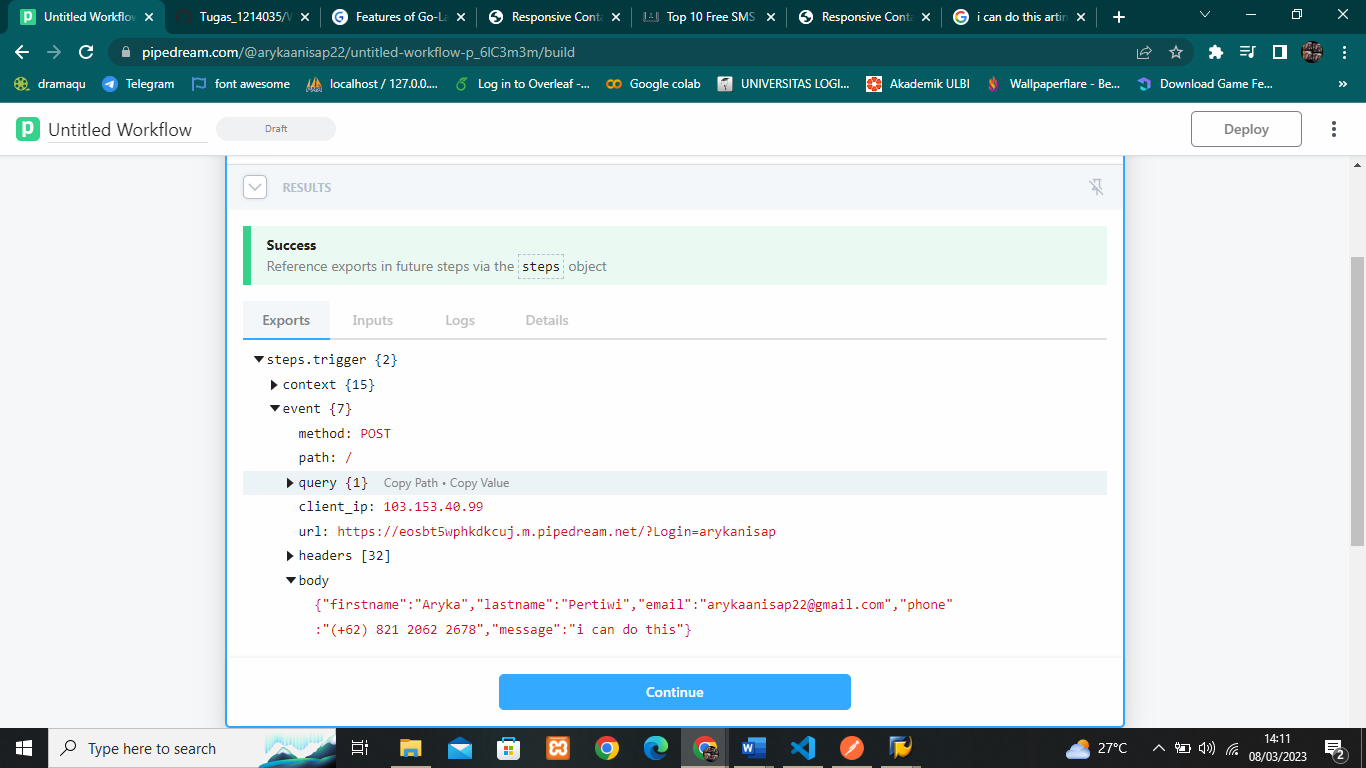 Untitled Workflow
Tugas_1214035/
Features of Go-La
Responsive Conta
Top 10 Free SMS
Responsive Conta
i can do this artin
pipedream.com/@arykaanisap22/untitled-workflow-p_6lC3m3m/build
dramaqu
Telegram
font awesome
localhost / 127.0.0....
Log in to Overleaf -...
Google colab
UNIVERSITAS LOGI...
Akademik ULBI
Wallpaperflare - Be...
Download Game Fe...
»
Untitled Workflow
Draft
Deploy
RESULTS
Success
Reference exports in future steps via the steps object
Exports Inputs Logs Details
steps.trigger {2}
context {15}
event {7}
method: POST
path: /
query {1} Copy Path • Copy Value
client_ip: 103.153.40.99
url: https://eosbt5wphkdkcuj.m.pipedream.net/?Login=arykanisap
headers [32]
body
{"firstname":"Aryka","lastname":"Pertiwi","email":"arykaanisap22@gmail.com","phone"
:"(+62) 821 2062 2678","message":"i can do this"}
Continue
Type here to search
27°C
14:11
08/03/2023
2